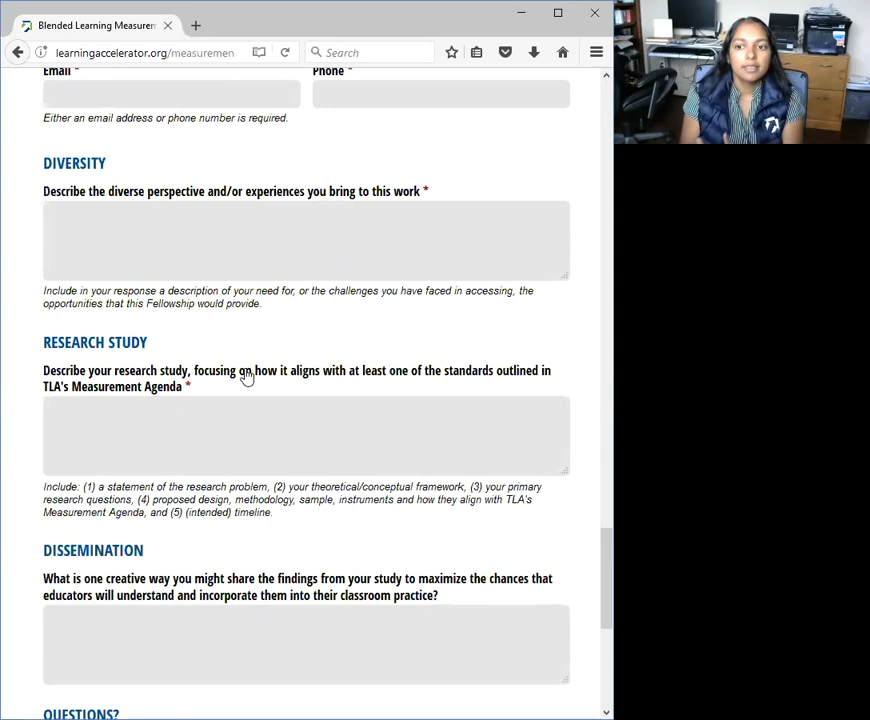 Blended Learning Measuremen
learningaccelerator.org/measuremen
Search
Email *
Phone *
Either an email address or phone number is required.
DIVERSITY
Describe the diverse perspective and/or experiences you bring to this work *
Include in your response a description of your need for, or the challenges you have faced in accessing, the
opportunities that this Fellowship would provide.
RESEARCH STUDY
Describe your research study, focusing on how it aligns with at least one of the standards outlined in
TLA's Measurement Agenda *
Include: (1) a statement of the research problem, (2) your theoretical/conceptual framework, (3) your primary
research questions, (4) proposed design, methodology, sample, instruments and how they align with TLA's
Measurement Agenda, and (5) (intended) timeline.
DISSEMINATION
What is one creative way you might share the findings from your study to maximize the chances that
educators will understand and incorporate them into their classroom practice?
QUESTIONS?